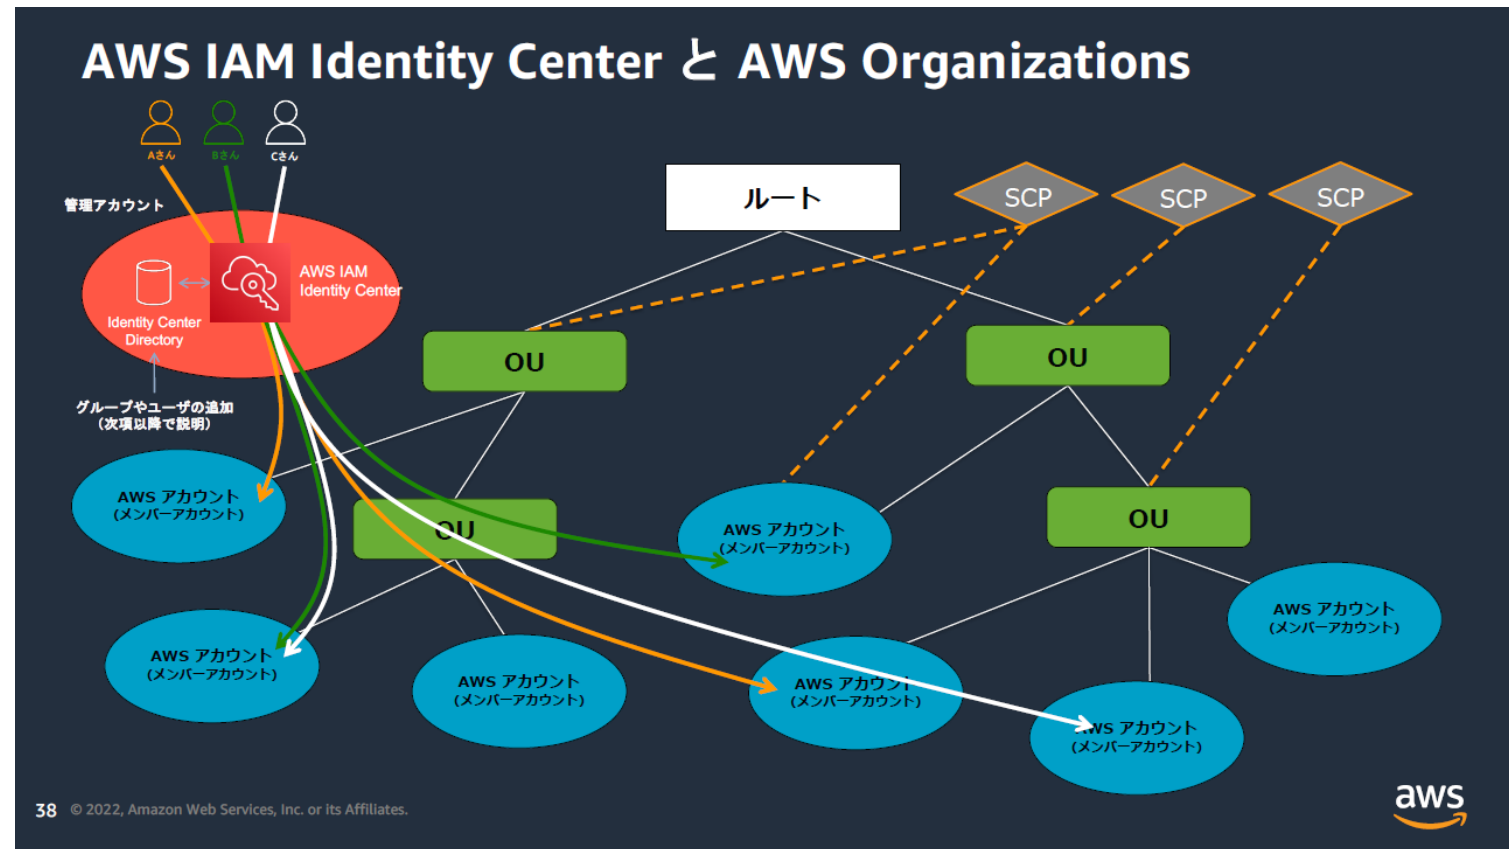 AWS IAM Identity Center と AWS Organizations
Aさん
Bさん
Cさん
管理アカウント
AWS IAM
Identity Center
Identity Center
Directory
グループやユーザの追加
（次項以降で説明）
ルート
SCP
SCP
SCP
OU
OU
OU
OU
AWS アカウント
(メンバーアカウント)
AWS アカウント
(メンバーアカウント)
AWS アカウント
(メンバーアカウント)
AWS アカウント
(メンバーアカウント)
AWS アカウント
(メンバーアカウント)
AWS アカウント
(メンバーアカウント)
AWS アカウント
(メンバーアカウント)
38
© 2022, Amazon Web Services, Inc. or its Affiliates.
aws